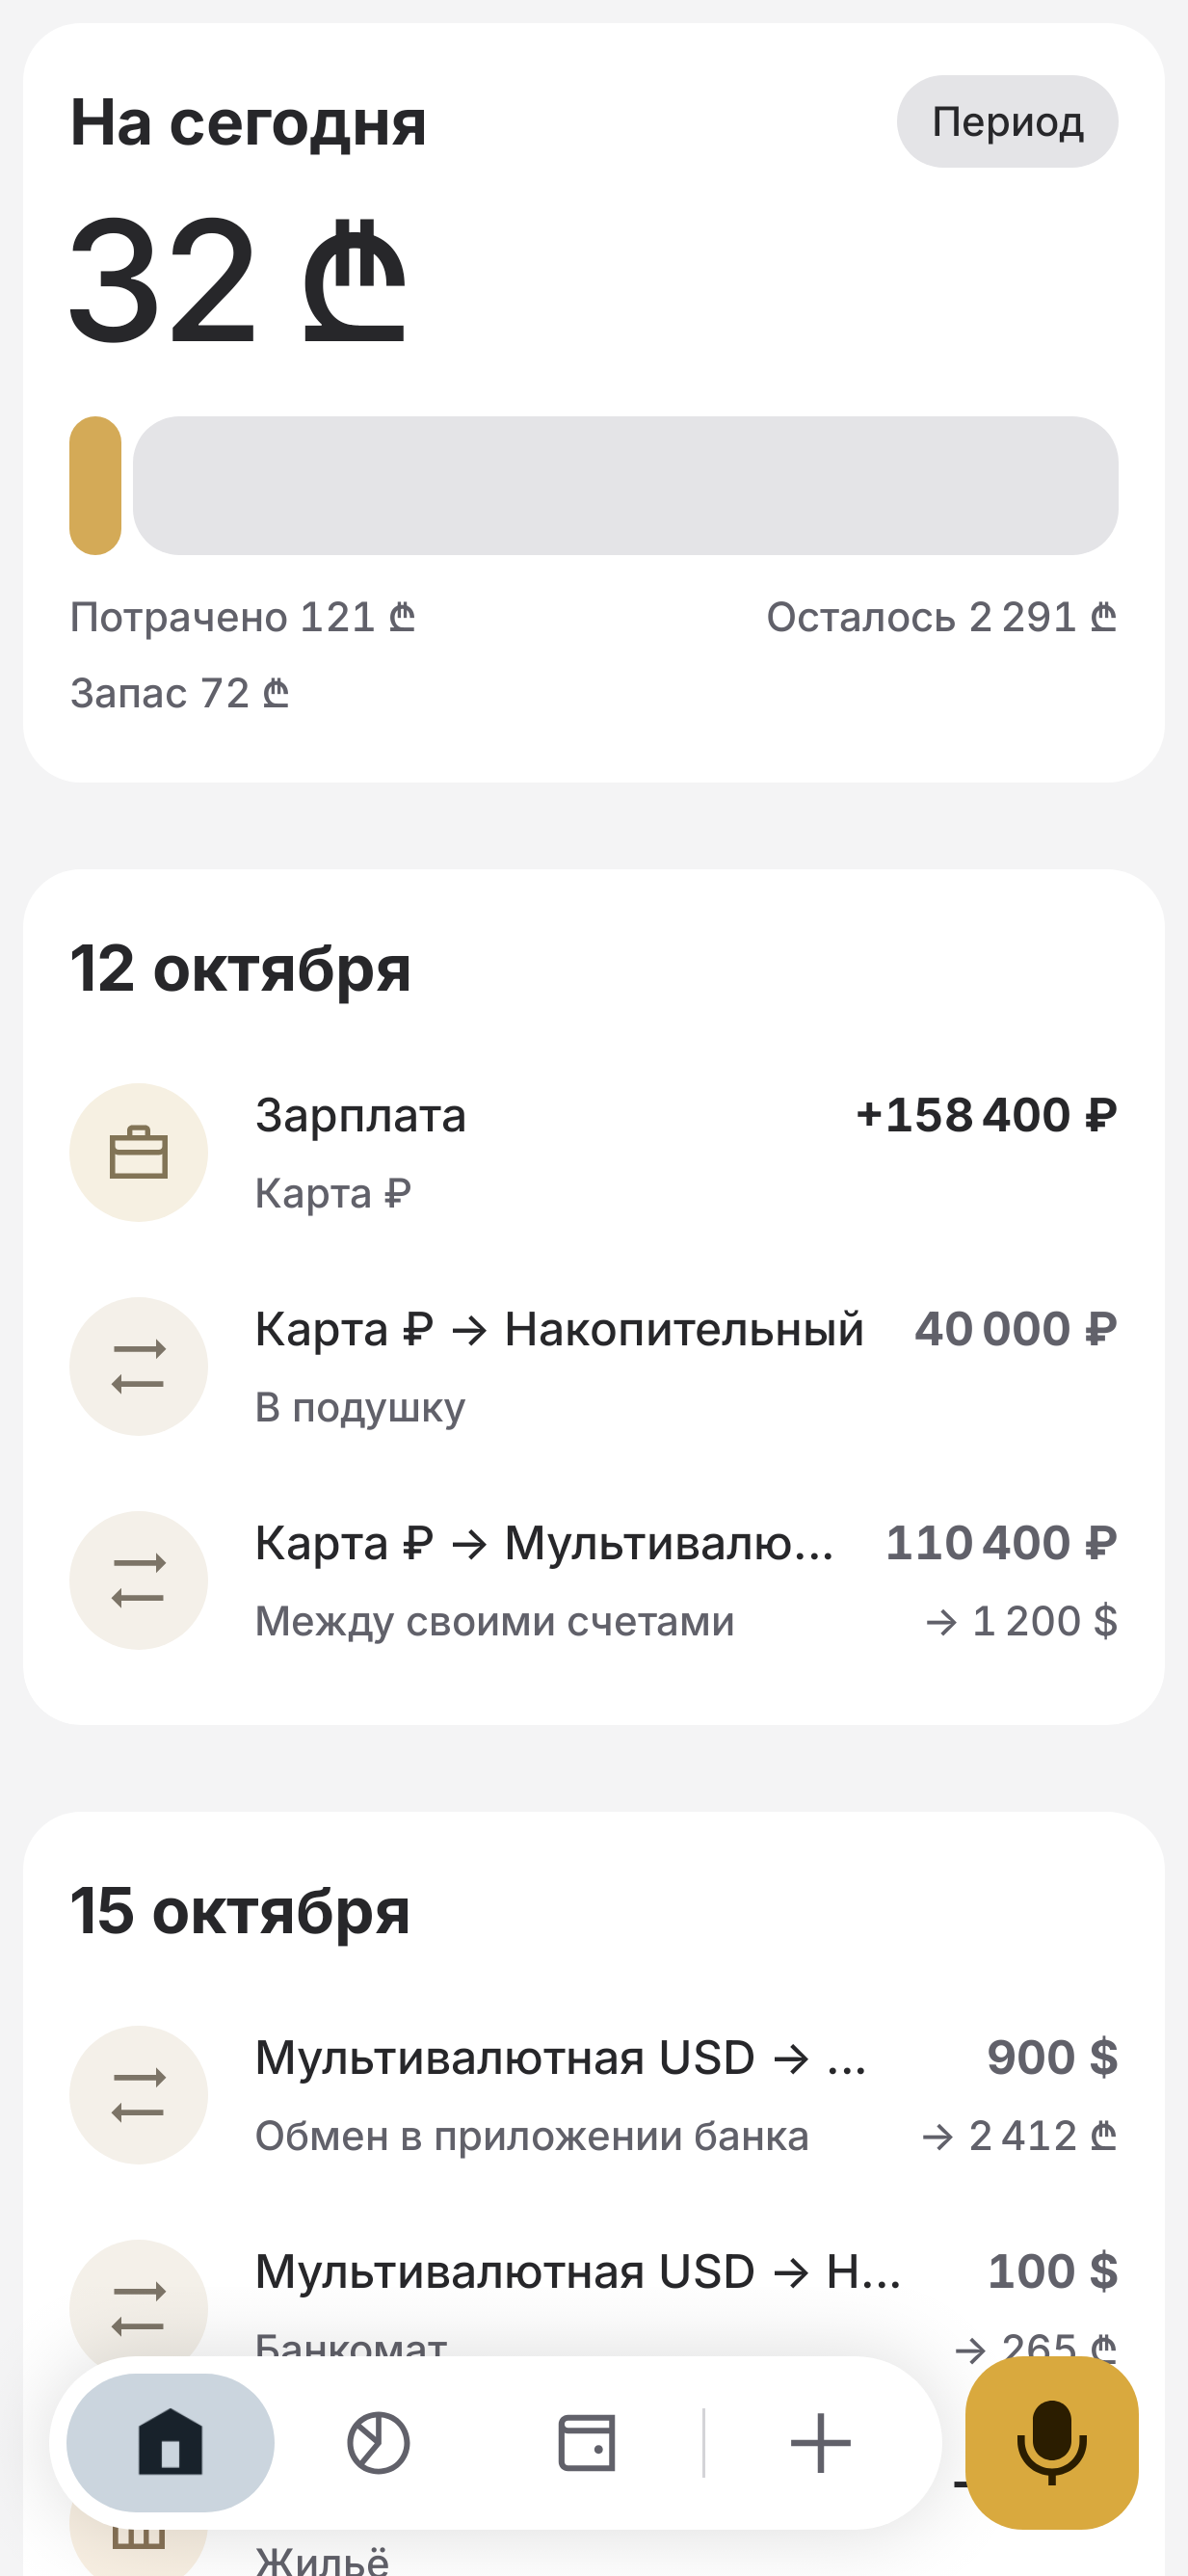 На сегодня
Период
32 ₾
Потрачено 121 ₾
Осталось 2 291 ₾
Запас 72 ₾
12 октября
Зарплата
+158 400 ₽
Карта ₽
Карта ₽ → Накопительный
40 000 ₽
В подушку
Карта ₽ → Мультивалю...
110 400 ₽
Между своими счетами
→ 1 200 $
15 октября
Мультивалютная USD → ...
900 $
Обмен в приложении банка
→ 2 412 ₾
Мультивалютная USD → Н...
100 $
Банкомат
→ 265 ₾
Жильё